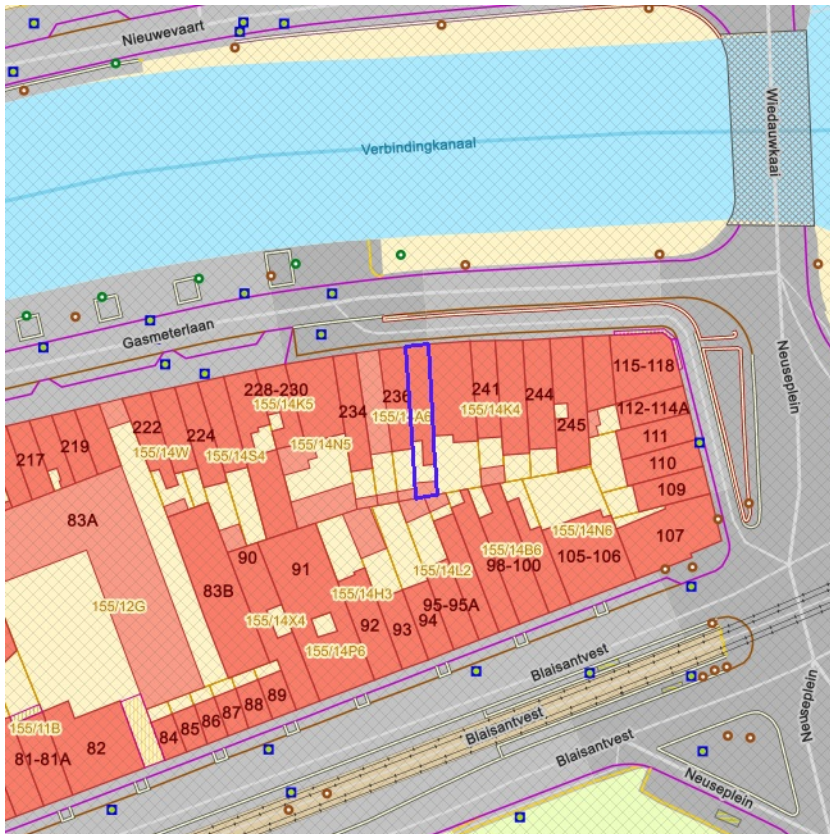 Nieuwevaart
Verbindingkanaal
Wiedauwkaai
Gasmeterlaan
Neuseplein
115-118
228-230
155/14K5
236
241
234
155/14A6
155/14K4
244
112-114A
222
224
245
111
219
155/14W
155/14S4
155/14N5
217
110
109
83A
107
90
91
155/14B6
155/14N6
98-100
105-106
155/12G
83B
155/14H3
155/14L2
95-95A
155/14X4
92
93
94
155/14P6
Blaisantvest
89
88
87
86
85
84
155/11B
82
81-81A
Blaisantvest
Blaisantvest
Neuseplein
Neuseplein